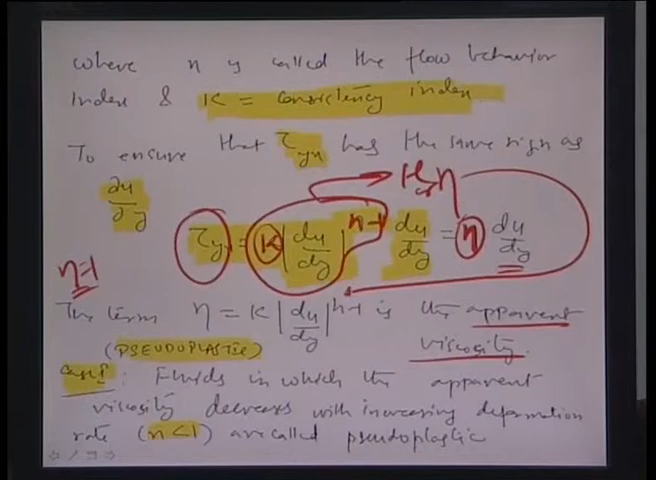 where n is called the flow behavior
index & K = consistency index
To ensure that τyx has the same sign as
∂u/∂y
τyx = K |du/dy|^n-1 du/dy = η du/dy
n-1
The term η = K |du/dy|^n-1 is the apparent
(PSEUDOPLASTIC) viscosity.
: Fluids in which the apparent
viscosity decreases with increasing deformation
rate (n<1) are called pseudoplastic